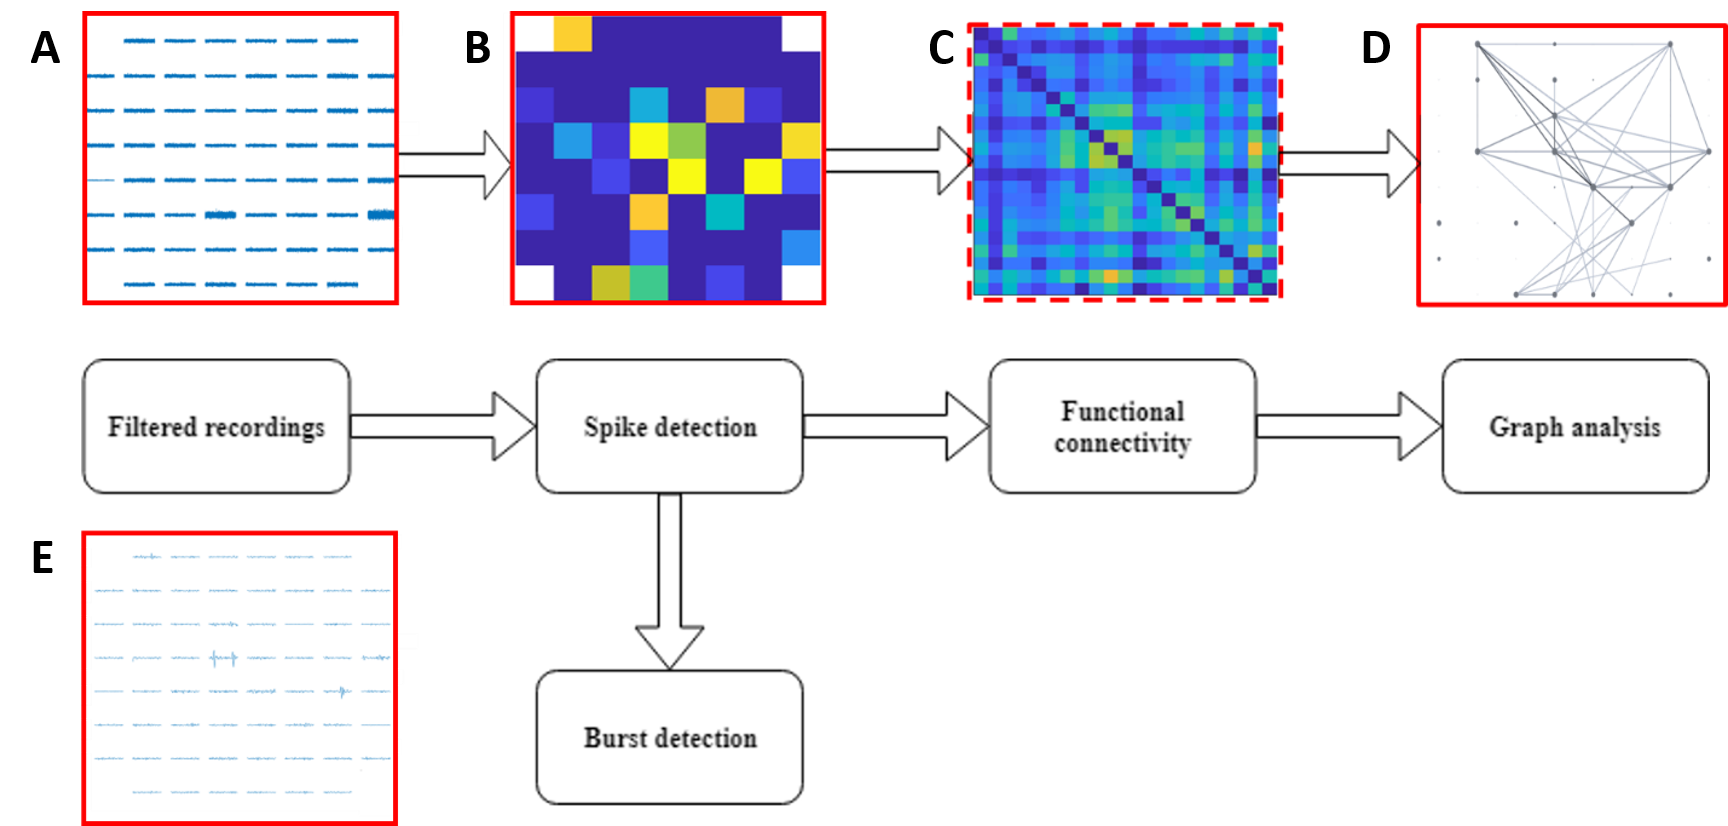 A
B
C
D
Filtered recordings
Spike detection
Functional
connectivity
Graph analysis
E
Burst detection